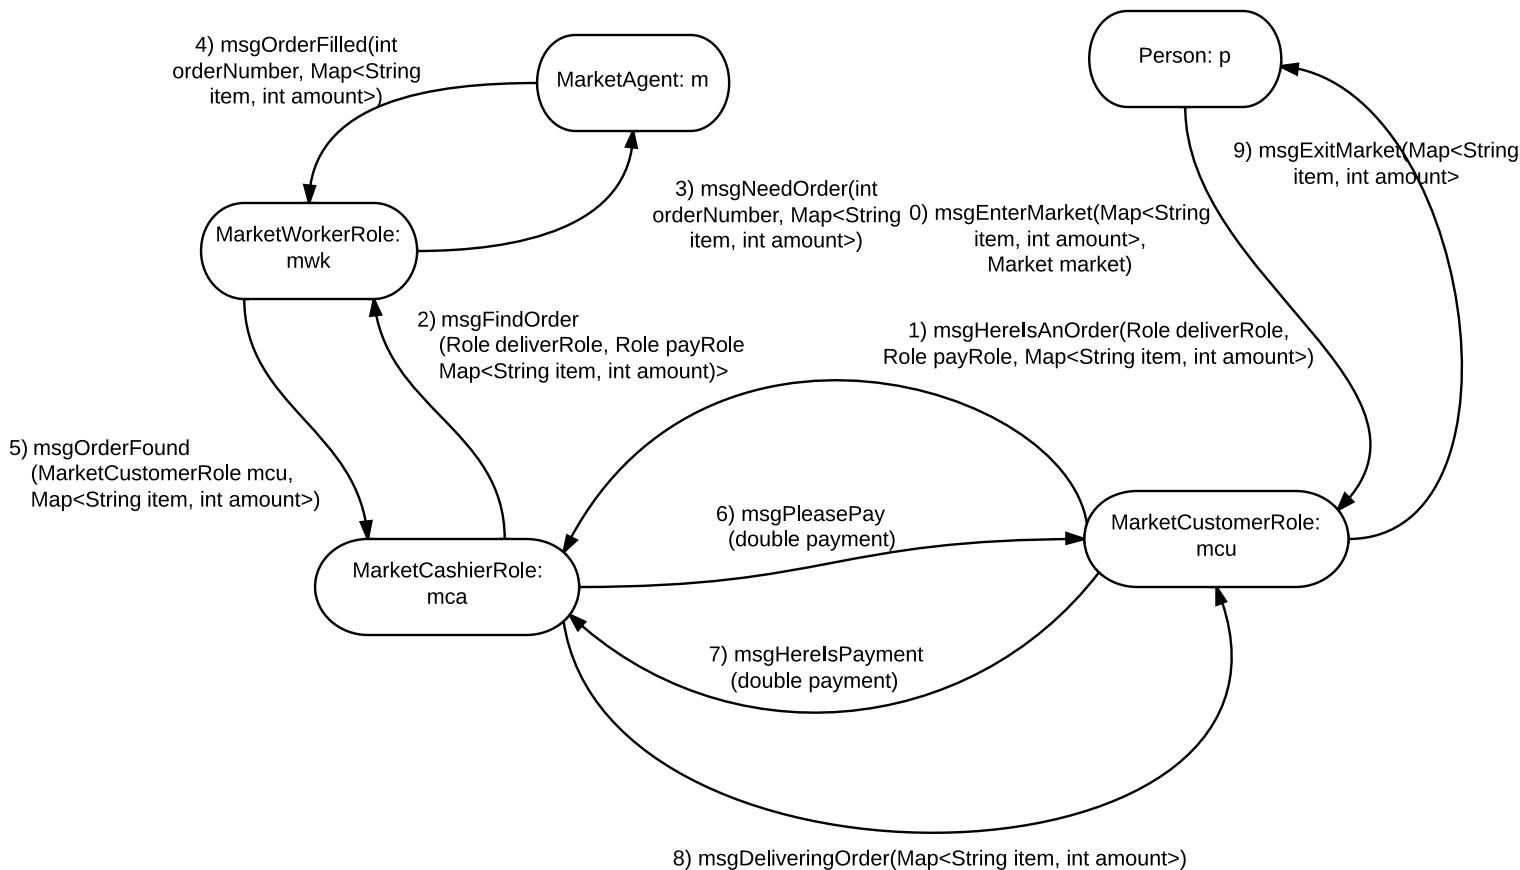 4) msgOrderFilled(int
orderNumber, Map<String
item, int amount>)
MarketAgent: m
Person: p
9) msgExitMarket(Map<String
item, int amount>
3) msgNeedOrder(int
orderNumber, Map<String
item, int amount>)
0) msgEnterMarket(Map<String
item, int amount>,
Market market)
MarketWorkerRole:
mwk
2) msgFindOrder
(Role deliverRole, Role payRole
Map<String item, int amount)>
1) msgHereIsAnOrder(Role deliverRole,
Role payRole, Map<String item, int amount>)
5) msgOrderFound
(MarketCustomerRole mcu,
Map<String item, int amount>)
6) msgPleasePay
(double payment)
MarketCustomerRole:
mcu
MarketCashierRole:
mca
7) msgHereIsPayment
(double payment)
8) msgDeliveringOrder(Map<String item, int amount>)